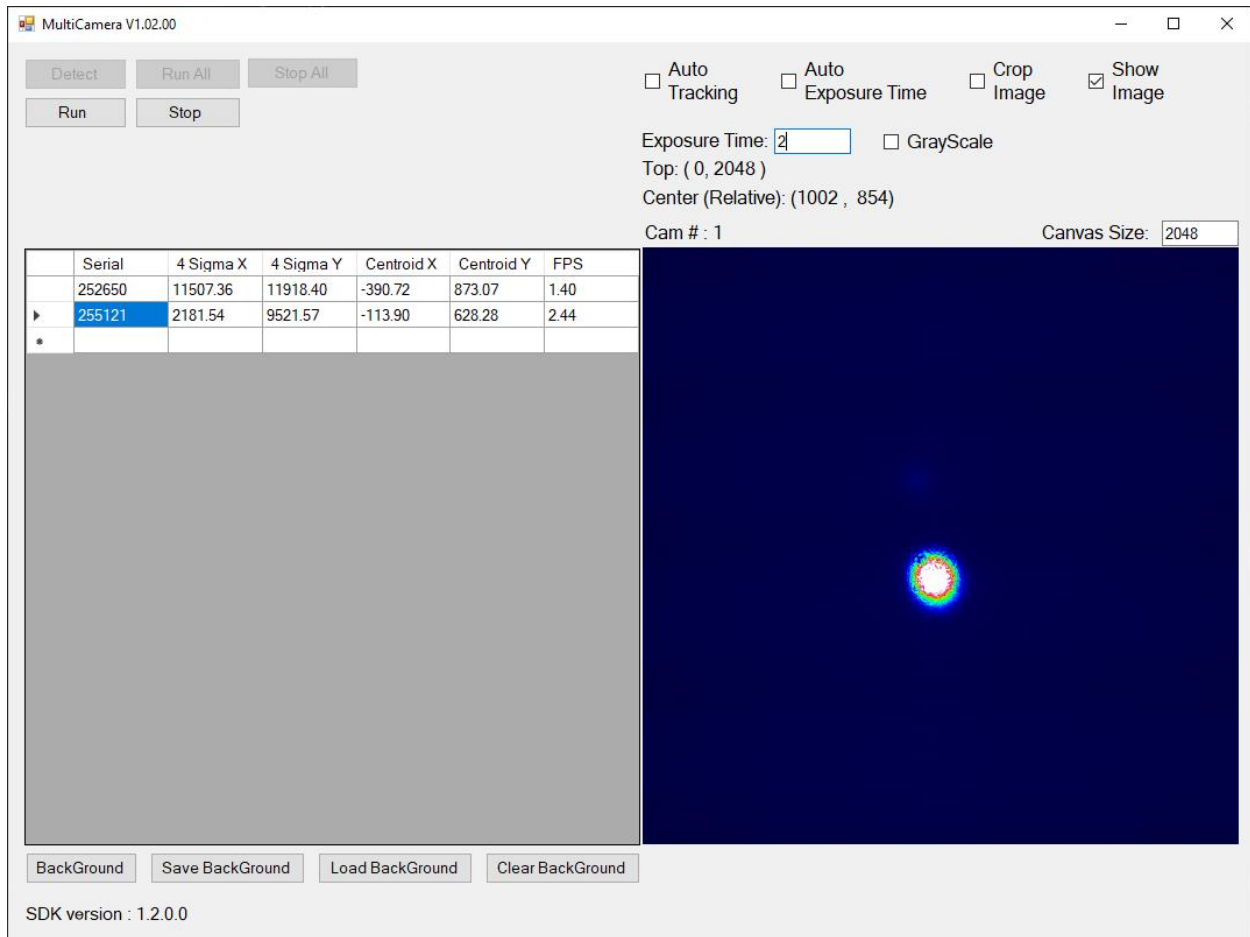 MultiCamera V1.02.00
Detect Run All Stop All
Run Stop
Auto Tracking
Auto Exposure Time
Crop Image
Show Image
Exposure Time: 2
GrayScale
Top: ( 0, 2048 )
Center (Relative): (1002 , 854)
Cam # : 1
Canvas Size: 2048
Serial 4 Sigma X 4 Sigma Y Centroid X Centroid Y FPS
252650 11507.36 11918.40 -390.72 873.07 1.40
255121 2181.54 9521.57 -113.90 628.28 2.44
BackGround Save BackGround Load BackGround Clear BackGround
SDK version : 1.2.0.0